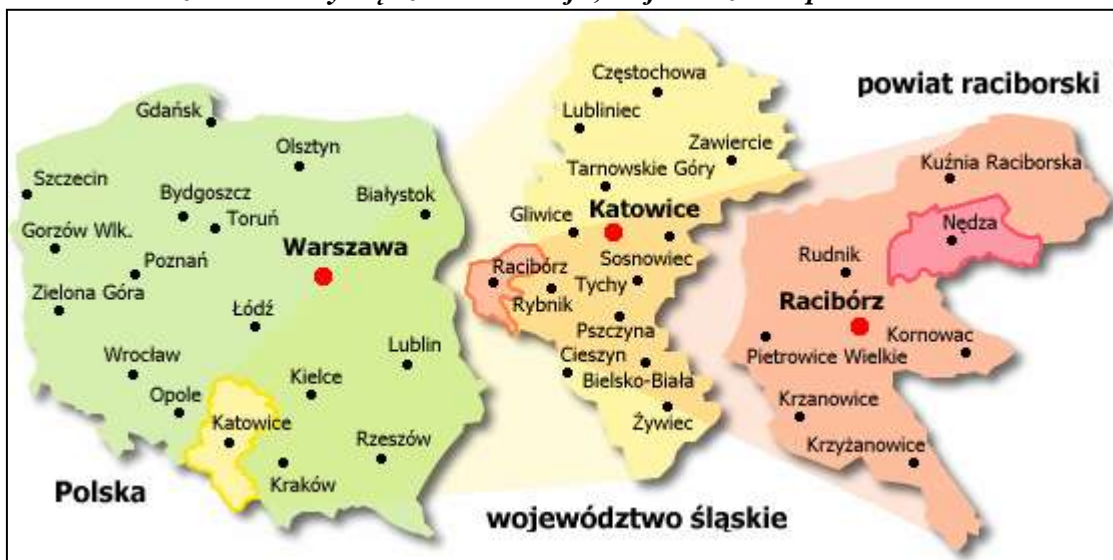 Gdańsk
Olsztyn
Szczecin
Bydgoszcz
Białystok
Toruń
Gorzów Wlk.
Warszawa
Poznań
Zielona Góra
Łódź
Wrocław
Lublin
Kielce
Opole
Katowice
Rzeszów
Kraków
Polska
Częstochowa
Lubliniec
Zawiercie
Tarnowskie Góry
Gliwice
Katowice
Sosnowiec
Racibórz
Tychy
Rybnik
Pszczyna
Cieszyn
Bielsko-Biała
Żywiec
województwo śląskie
powiat raciborski
Kuźnia Raciborska
Nędza
Rudnik
Racibórz
Kornowac
Pietrowice Wielkie
Krzanowice
Krzyżanowice